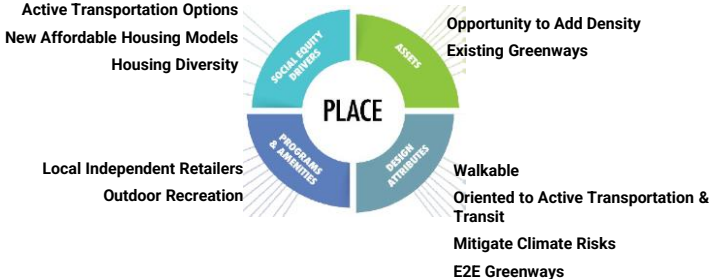 Active Transportation Options
New Affordable Housing Models
Housing Diversity
Opportunity to Add Density
Existing Greenways
SOCIAL EQUITY
DRIVERS
ASSETS
PLACE
PROGRAMS
& AMENITIES
DESIGN
ATTRIBUTES
Local Independent Retailers
Outdoor Recreation
Walkable
Oriented to Active Transportation &
Transit
Mitigate Climate Risks
E2E Greenways